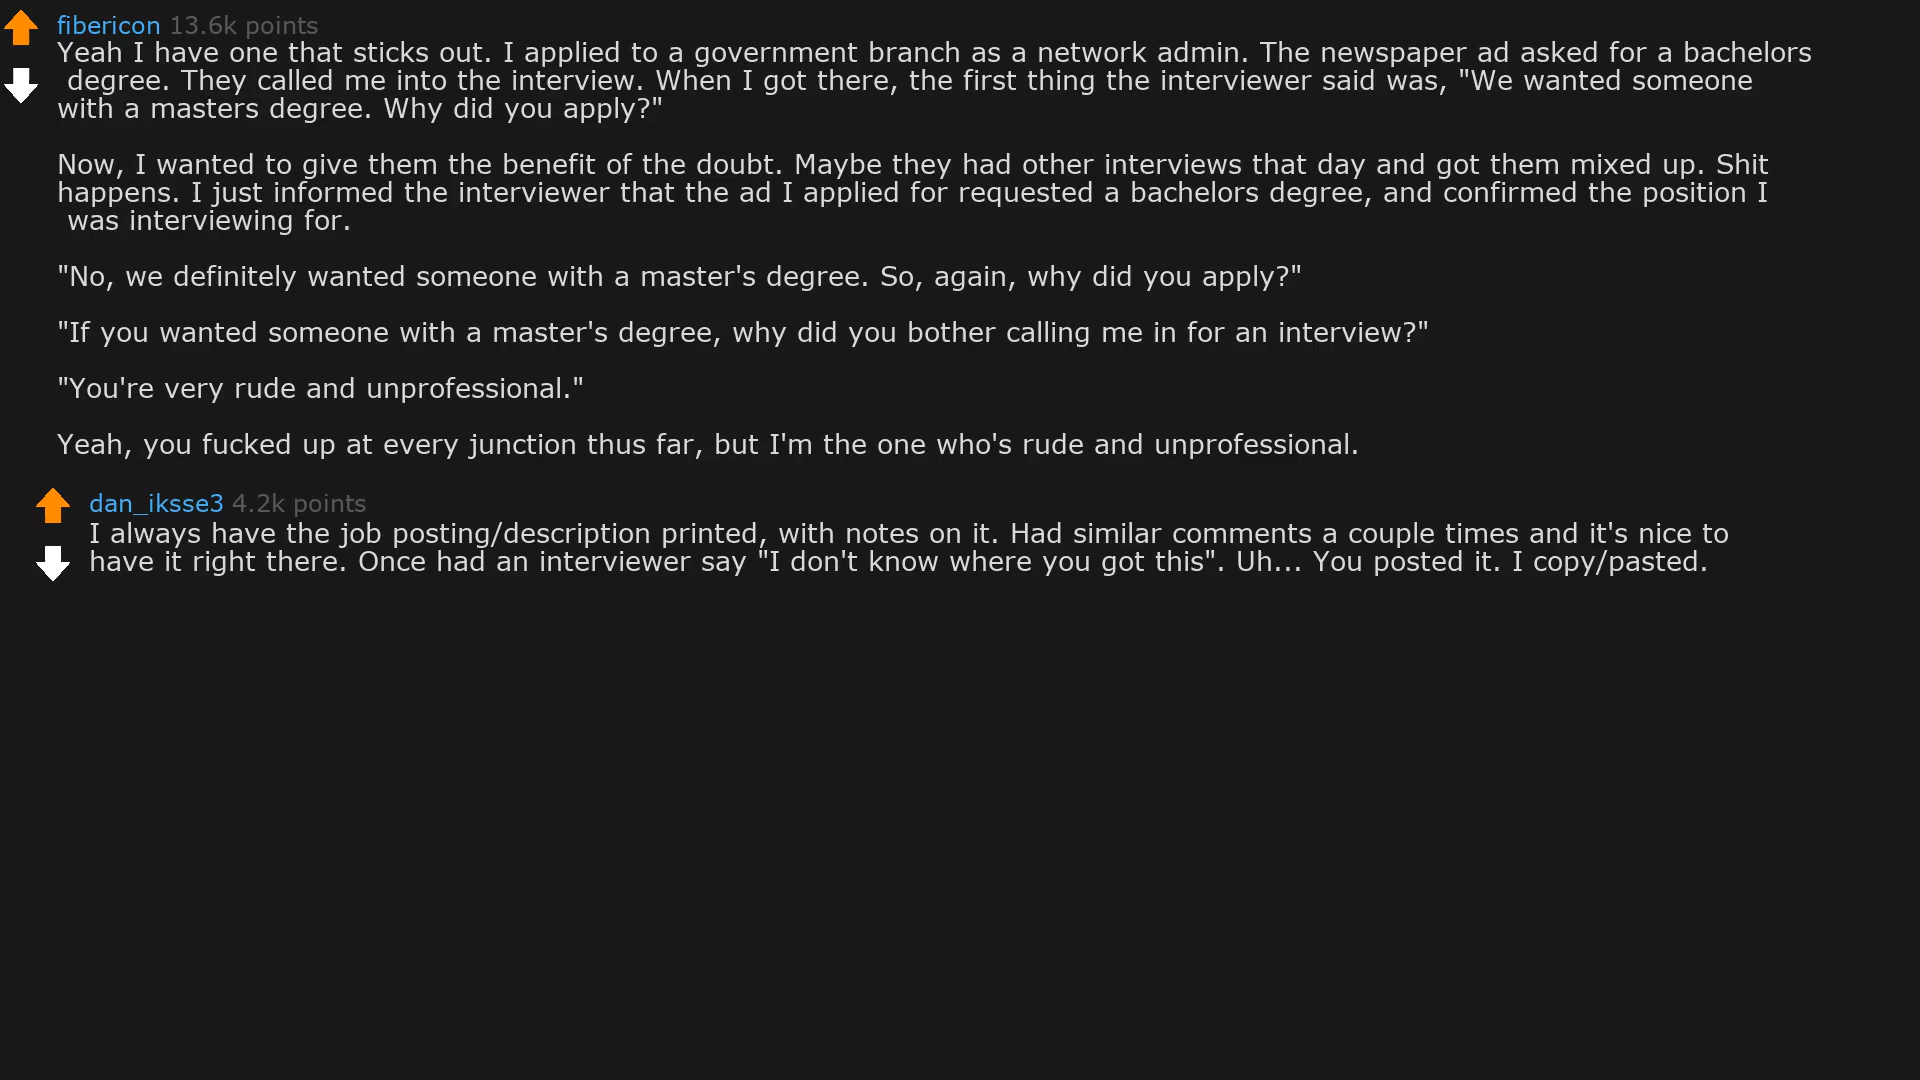 fibericon 13.6k points
Yeah I have one that sticks out. I applied to a government branch as a network admin. The newspaper ad asked for a bachelors
degree. They called me into the interview. When I got there, the first thing the interviewer said was, "We wanted someone
with a masters degree. Why did you apply?"
Now, I wanted to give them the benefit of the doubt. Maybe they had other interviews that day and got them mixed up. Shit
happens. I just informed the interviewer that the ad I applied for requested a bachelors degree, and confirmed the position I
was interviewing for.
"No, we definitely wanted someone with a master's degree. So, again, why did you apply?"
"If you wanted someone with a master's degree, why did you bother calling me in for an interview?"
"You're very rude and unprofessional."
Yeah, you fucked up at every junction thus far, but I'm the one who's rude and unprofessional.
dan_iksse3 4.2k points
I always have the job posting/description printed, with notes on it. Had similar comments a couple times and it's nice to
have it right there. Once had an interviewer say "I don't know where you got this". Uh... You posted it. I copy/pasted.